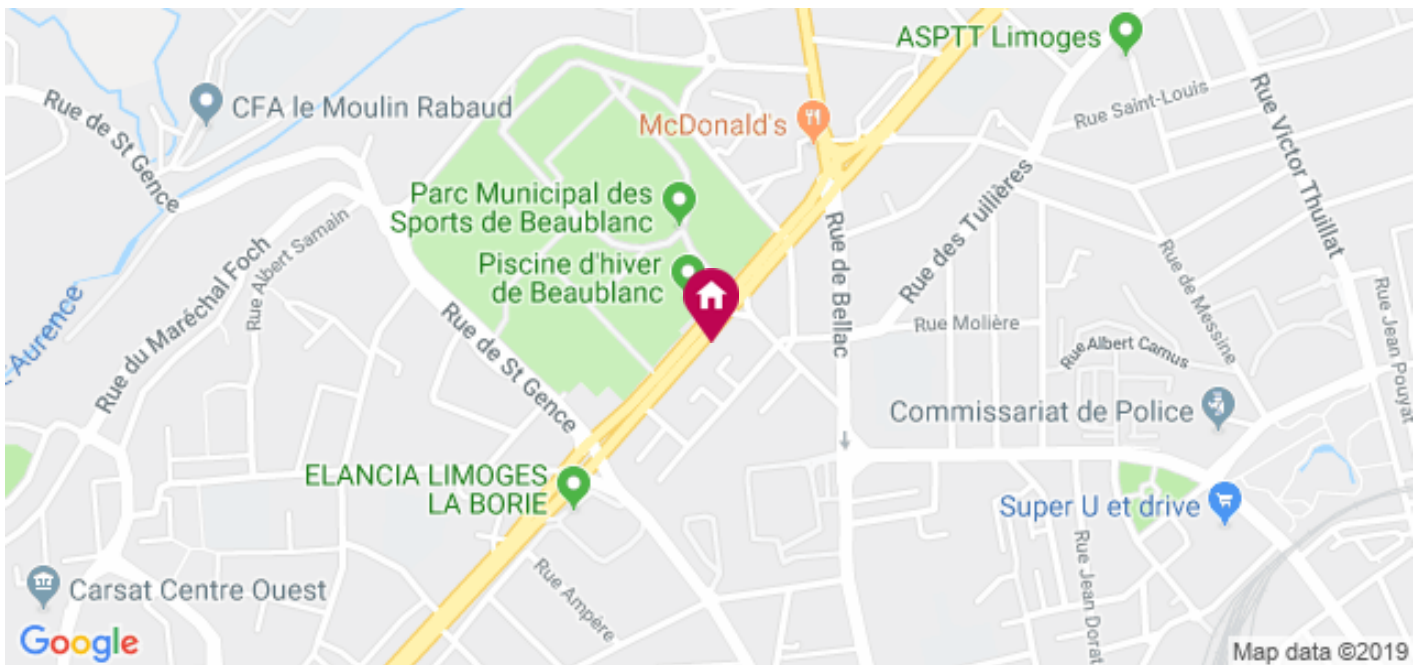 ASPTT Limoges
Rue de St Gence
CFA le Moulin Rabaud
McDonald's
Rue Saint-Louis
Rue Victor Thuillat
Parc Municipal des
Sports de Beaublanc
Rue des Tuilières
Rue Albert Samain
Rue du Maréchal Foch
Piscine d'hiver
de Beaublanc
Rue de Bellac
Rue de Messine
Aurence
Rue de St Gence
Rue Molière
Rue Albert Camus
Rue Jean Pouyat
Commissariat de Police
ELANCIA LIMOGES
LA BORIE
Super U et drive
Rue Ampère
Rue Jean Dorat
Carsat Centre Ouest
Google
Map data ©2019